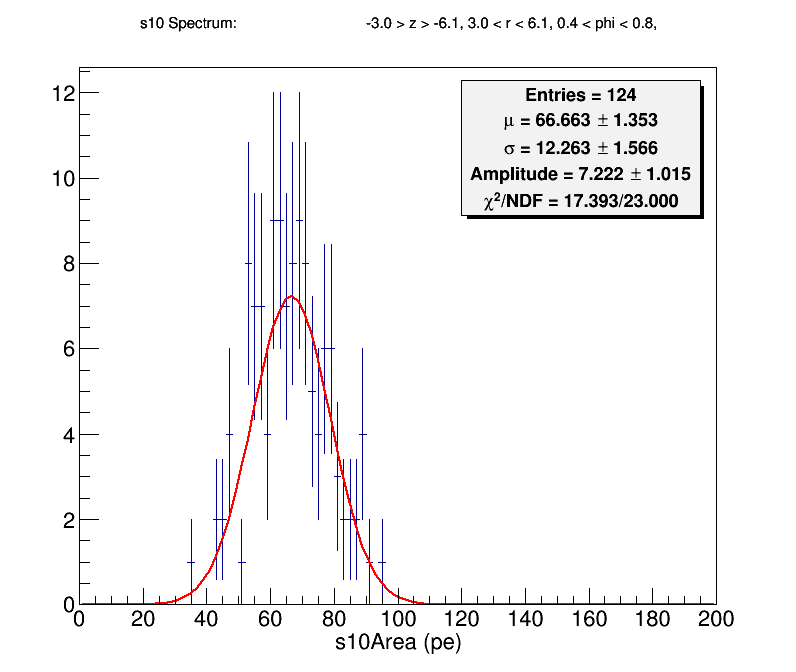 s10 Spectrum: -3.0 > z > -6.1, 3.0 < r < 6.1, 0.4 < phi < 0.8,
Entries = 124
μ = 66.663 ± 1.353
σ = 12.263 ± 1.566
Amplitude = 7.222 ± 1.015
χ²/NDF = 17.393/23.000
12
10
8
6
4
2
0
0 20 40 60 80 100 120 140 160 180 200
s10Area (pe)